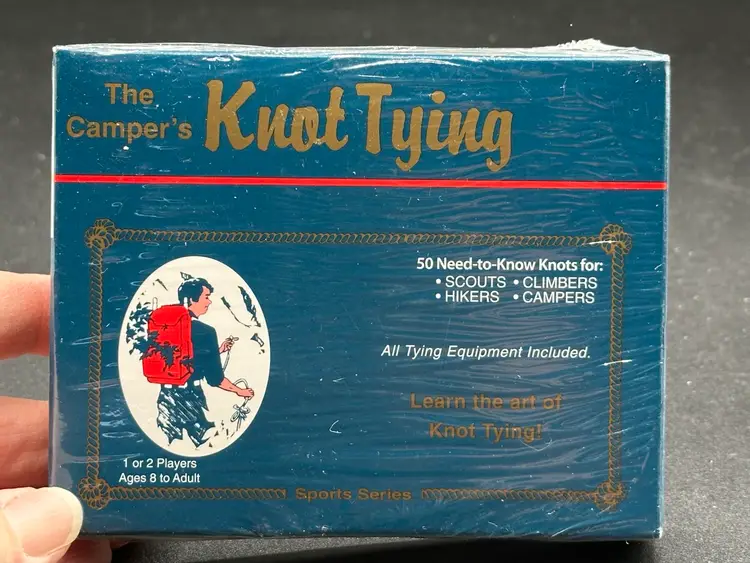 The
Camper's
Knot Tying
50 Need-to-Know Knots for:
• SCOUTS • CLIMBERS
• HIKERS • CAMPERS
All Tying Equipment Included.
Learn the art of
Knot Tying!
1 or 2 Players
Ages 8 to Adult
Sports Series